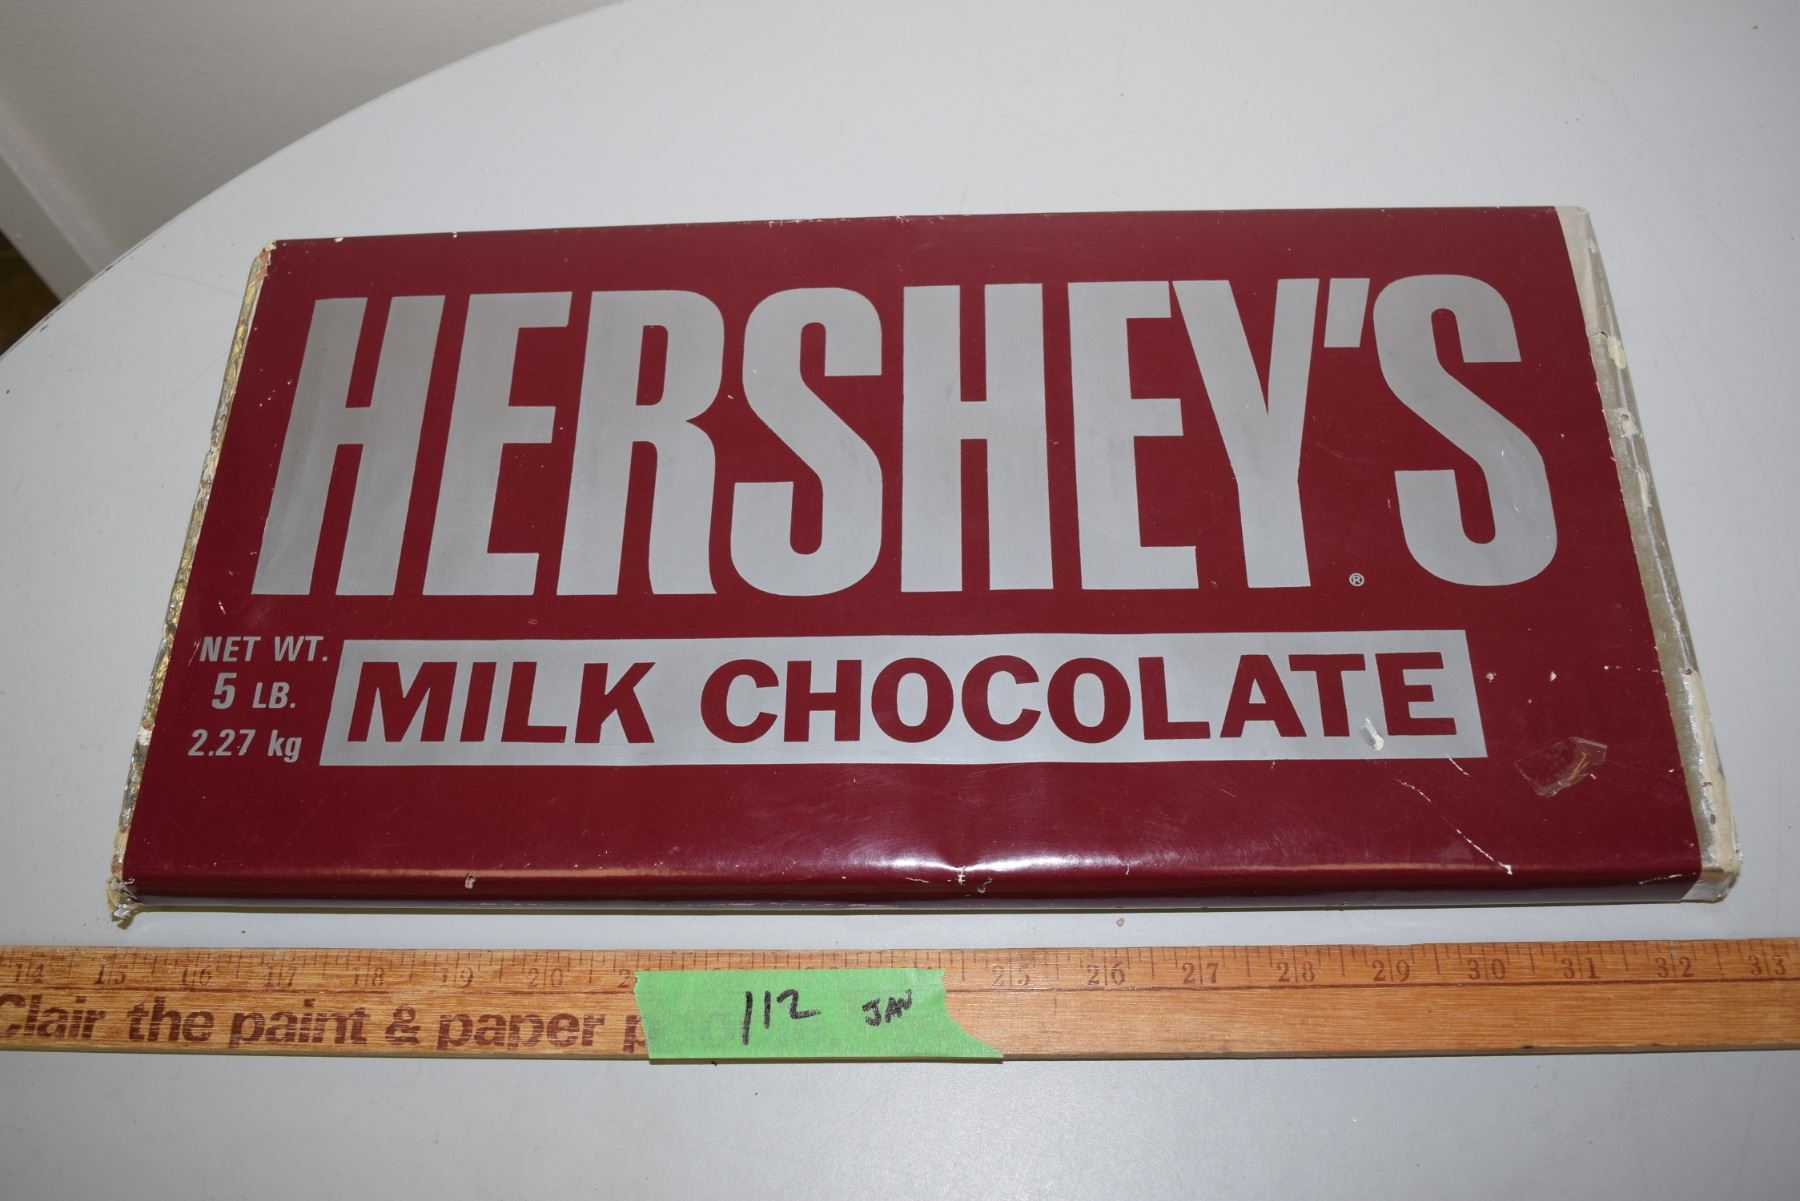 HERSHEY'S ®
NET WT.
5 LB.
2.27 kg
MILK CHOCOLATE
14 15 16 17 18 19 20 25 26 27 28 29 30 31 32 33
Clair the paint & paper
112 JAN